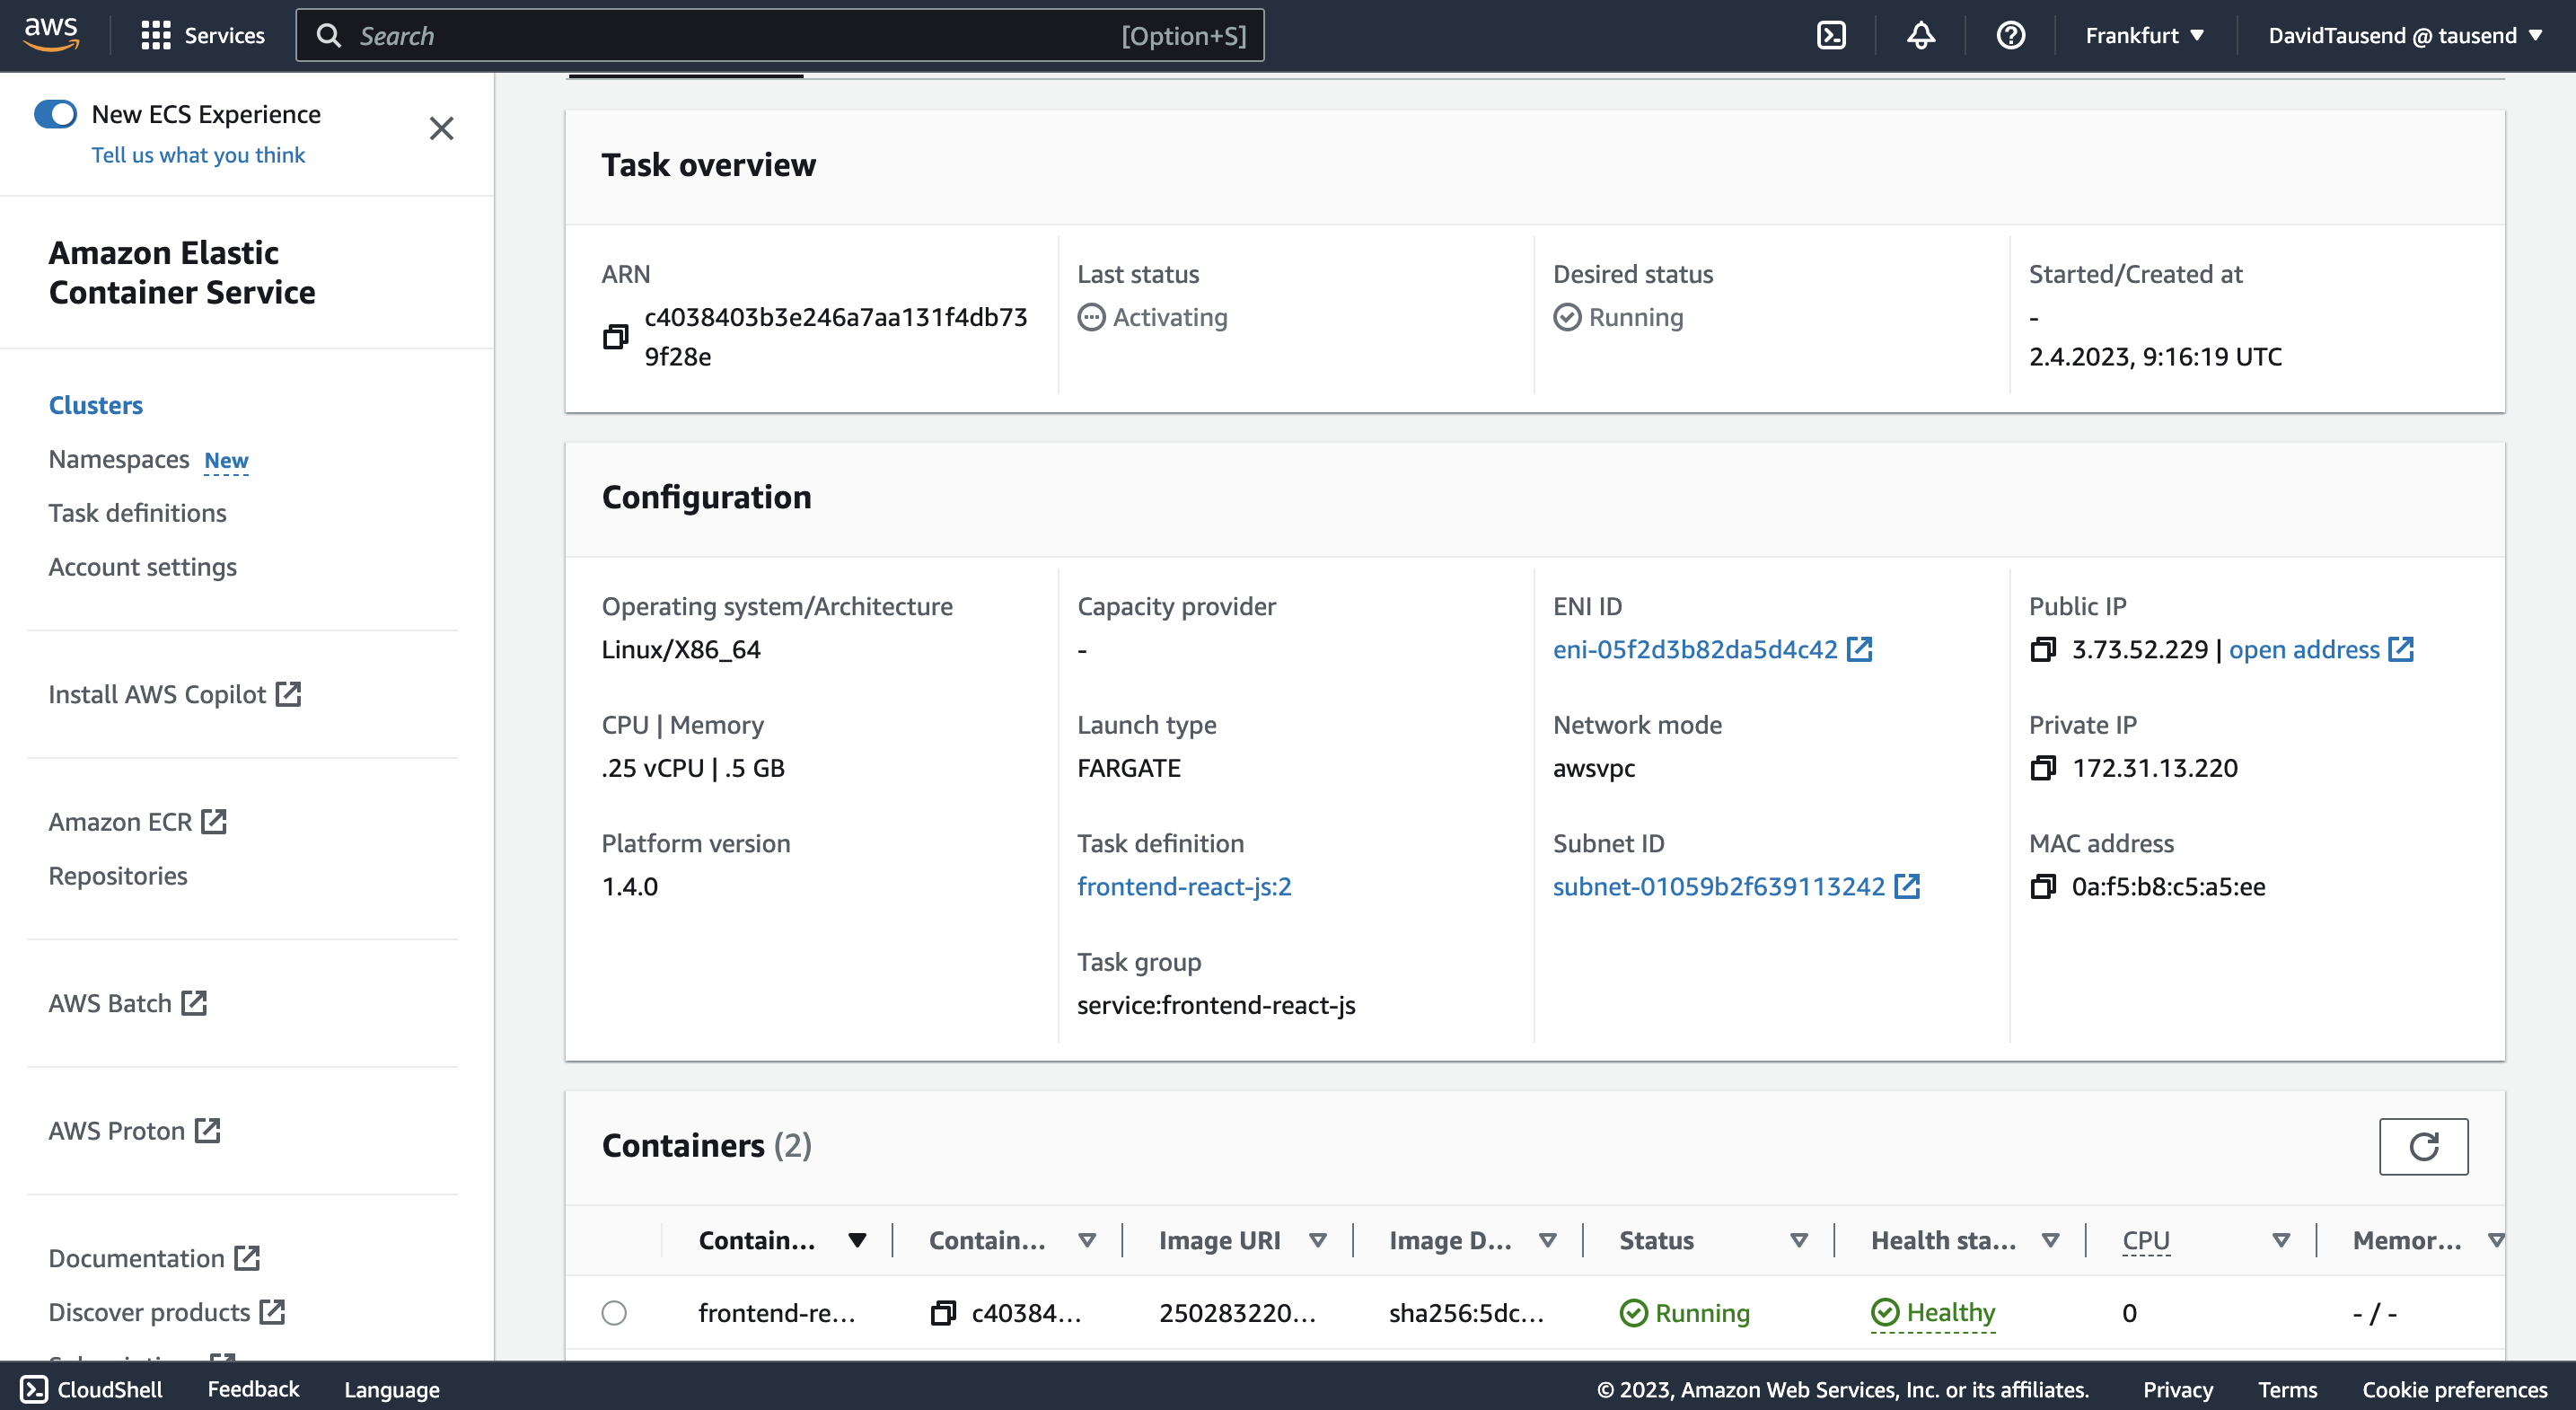 aws
Services
Search
[Option+S]
Frankfurt
DavidTausend @ tausend
New ECS Experience
Tell us what you think
Amazon Elastic
Container Service
Clusters
Namespaces New
Task definitions
Account settings
Install AWS Copilot
Amazon ECR
Repositories
AWS Batch
AWS Proton
Documentation
Discover products
Task overview
ARN
c4038403b3e246a7aa131f4db73
9f28e
Last status
Activating
Desired status
Running
Started/Created at
-
2.4.2023, 9:16:19 UTC
Configuration
Operating system/Architecture
Linux/X86_64
CPU | Memory
.25 vCPU | .5 GB
Platform version
1.4.0
Capacity provider
-
Launch type
FARGATE
Task definition
frontend-react-js:2
Task group
service:frontend-react-js
ENI ID
eni-05f2d3b82da5d4c42
Network mode
awsvpc
Subnet ID
subnet-01059b2f639113242
Public IP
3.73.52.229 | open address
Private IP
172.31.13.220
MAC address
0a:f5:b8:c5:a5:ee
Containers (2)
Contain... Contain... Image URI Image D... Status Health sta... CPU Memor...
frontend-re... c40384... 250283220... sha256:5dc... Running Healthy 0 - / -
CloudShell Feedback Language
© 2023, Amazon Web Services, Inc. or its affiliates. Privacy Terms Cookie preferences